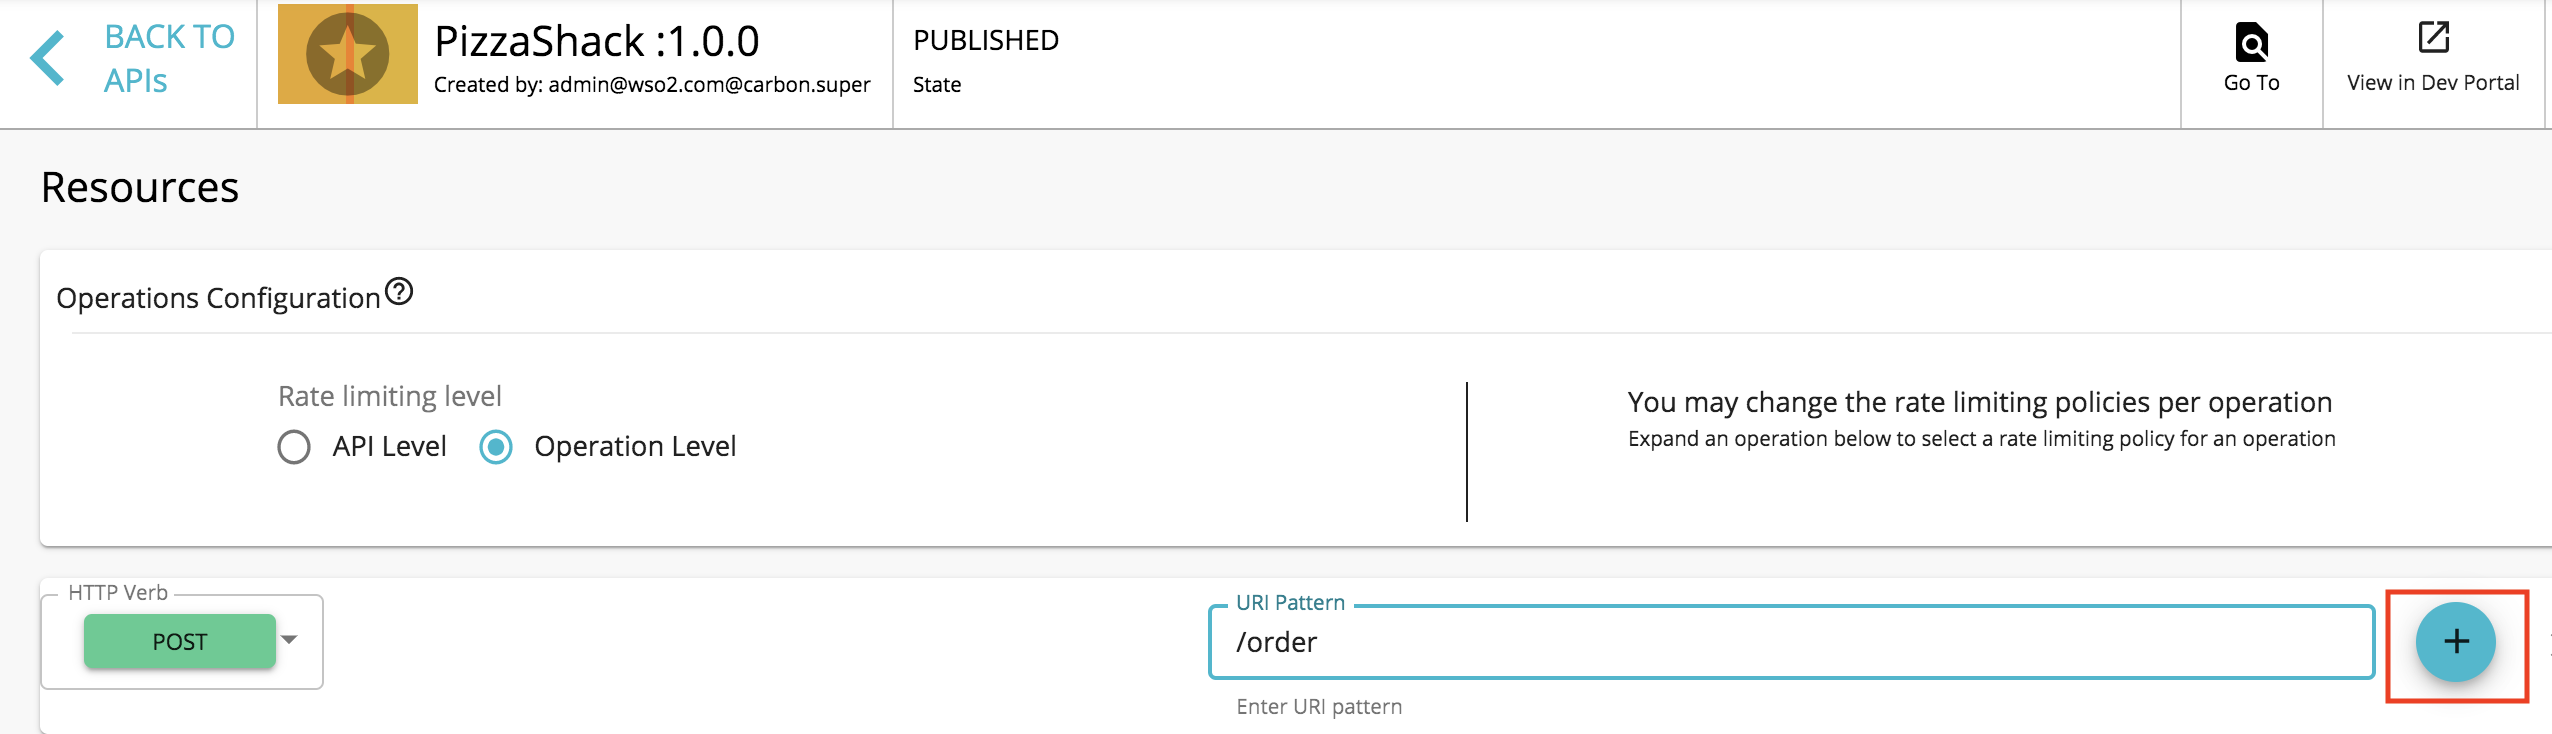 BACK TO
APIs
PizzaShack :1.0.0
Created by: admin@wso2.com@carbon.super
PUBLISHED
State
Go To
View in Dev Portal
Resources
Operations Configuration
Rate limiting level
API Level
Operation Level
You may change the rate limiting policies per operation
Expand an operation below to select a rate limiting policy for an operation
HTTP Verb
POST
URI Pattern
/order
Enter URI pattern